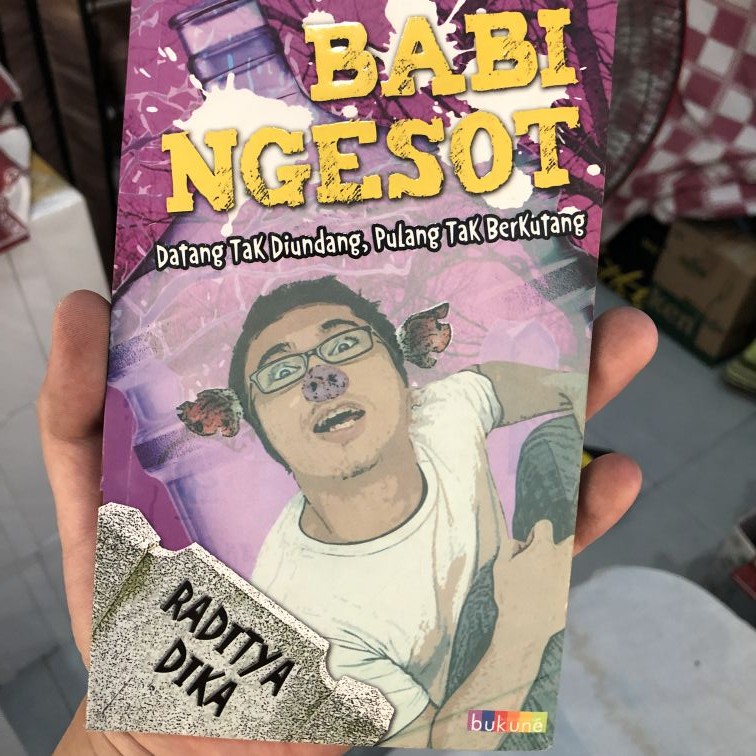 BABI
NGESOT
Datang Tak Diundang, Pulang Tak Berkutang
RADITYA
DIKA
bukuné